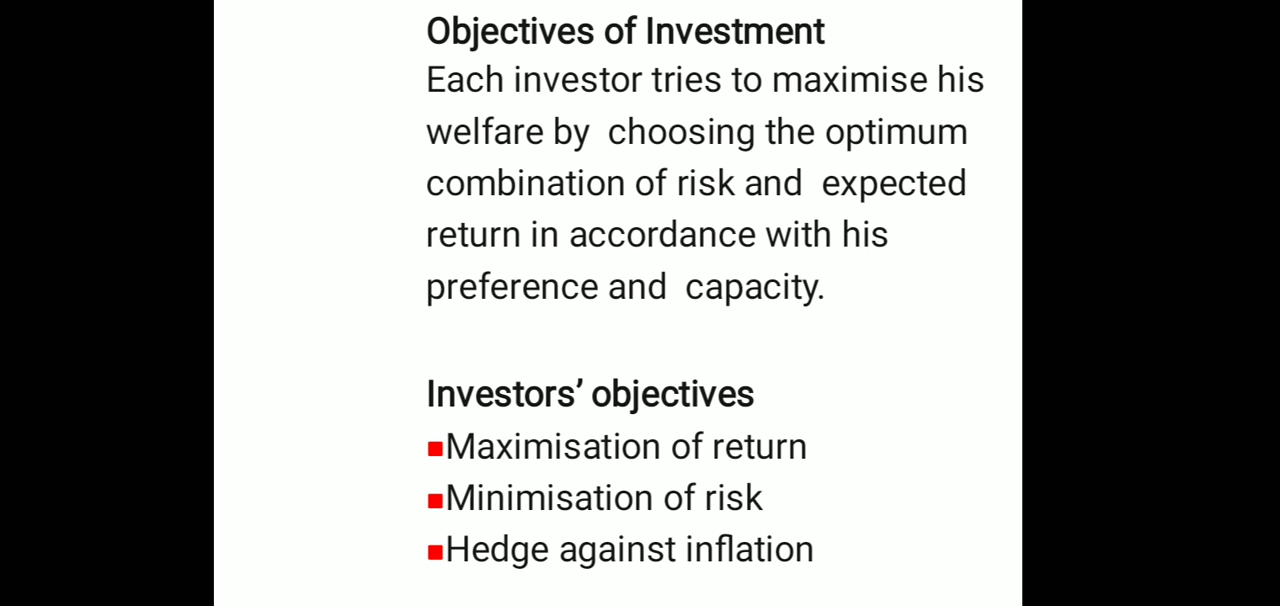 Objectives of Investment
Each investor tries to maximise his
welfare by  choosing the optimum
combination of risk and  expected
return in accordance with his
preference and  capacity.
Investors’ objectives
■Maximisation of return
■Minimisation of risk
■Hedge against inflation